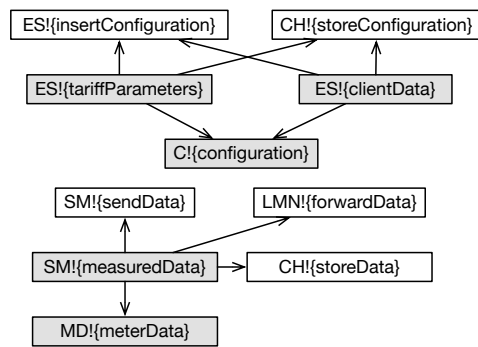 ES!{insertConfiguration}
CH!{storeConfiguration}
ES!{tariffParameters}
ES!{clientData}
C!{configuration}
SM!{sendData}
LMN!{forwardData}
SM!{measuredData}
CH!{storeData}
MD!{meterData}